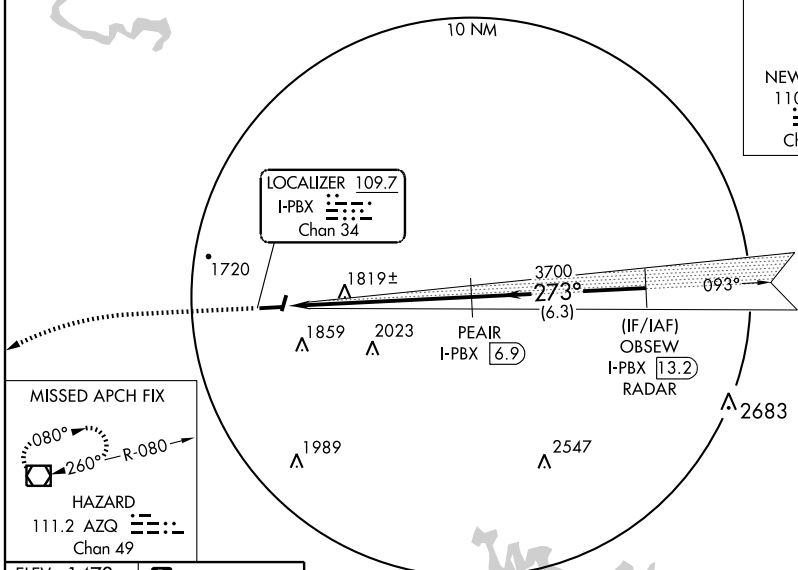 10 NM
NEW
110
Ch
LOCALIZER 109.7
I-PBX
Chan 34
1720
1819±
3700
273°
(6.3)
093°
1859
2023
PEAIR
I-PBX 6.9
(IF/IAF)
OBSEW
I-PBX 13.2
RADAR
2683
1989
2547
MISSED APCH FIX
080°
260°
R-080
HAZARD
111.2 AZQ
Chan 49